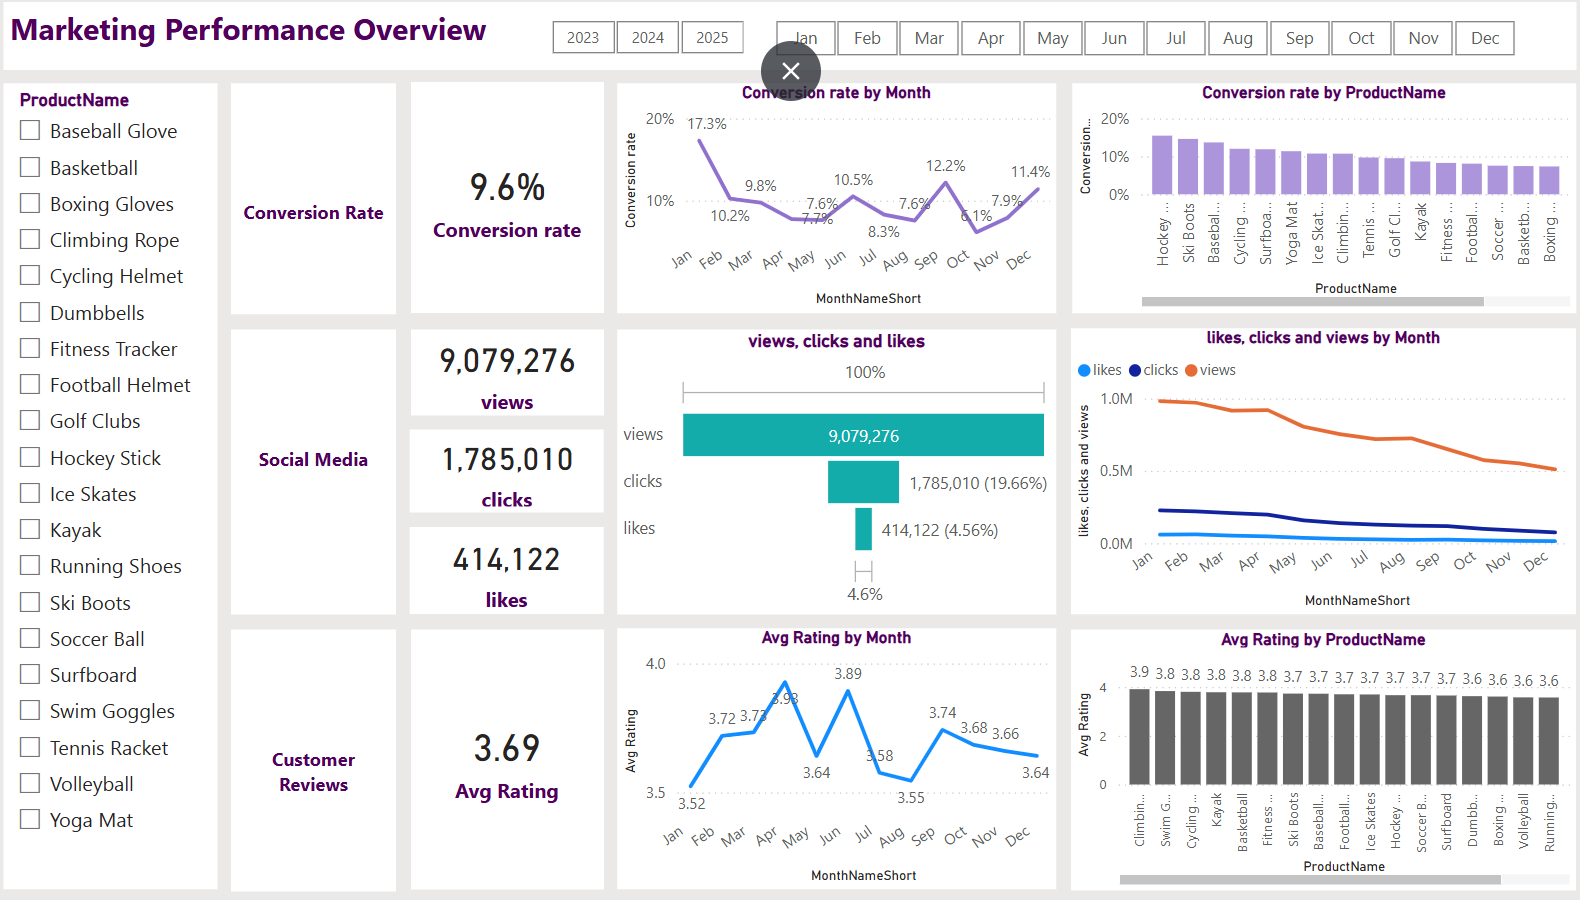 Marketing Performance Overview
2023 2024 2025
Jan Feb Mar Apr May Jun Jul Aug Sep Oct Nov Dec
ProductName
Baseball Glove
Basketball
Boxing Gloves
Climbing Rope
Cycling Helmet
Dumbbells
Fitness Tracker
Football Helmet
Golf Clubs
Hockey Stick
Ice Skates
Kayak
Running Shoes
Ski Boots
Soccer Ball
Surfboard
Swim Goggles
Tennis Racket
Volleyball
Yoga Mat
Conversion Rate
9.6%
Conversion rate
Conversion rate by Month
Conversion rate
20%
10%
17.3%
10.2%
9.8%
7.7%
7.6%
10.5%
8.3%
7.6%
12.2%
6.1%
7.9%
11.4%
Jan Feb Mar Apr May Jun Jul Aug Sep Oct Nov Dec
MonthNameShort
Conversion rate by ProductName
Conversion...
20%
10%
0%
Hockey ...
Ski Boots
Basebal...
Cycling ...
Surfboa...
Yoga Mat
Ice Skat...
Climbin...
Tennis ...
Golf Cl...
Kayak
Fitness ...
Footbal...
Soccer ...
Basketb...
Boxing ...
ProductName
Social Media
9,079,276
views
1,785,010
clicks
414,122
likes
views, clicks and likes
100%
views
9,079,276
clicks
1,785,010 (19.66%)
likes
414,122 (4.56%)
4.6%
likes, clicks and views by Month
likes clicks views
likes, clicks and views
1.0M
0.5M
0.0M
Jan Feb Mar Apr May Jun Jul Aug Sep Oct Nov Dec
MonthNameShort
Customer
Reviews
3.69
Avg Rating
Avg Rating by Month
Avg Rating
4.0
3.5
3.52
3.72
3.73
3.93
3.64
3.89
3.58
3.55
3.74
3.68
3.66
3.64
Jan Feb Mar Apr May Jun Jul Aug Sep Oct Nov Dec
MonthNameShort
Avg Rating by ProductName
Avg Rating
4
2
0
3.9 3.8 3.8 3.8 3.8 3.8 3.7 3.7 3.7 3.7 3.7 3.7 3.7 3.6 3.6 3.6 3.6
Climbin...
Swim G...
Cycling ...
Kayak
Basketball
Fitness ...
Ski Boots
Baseball...
Football...
Ice Skates
Hockey ...
Soccer B...
Surfboard
Dumbb...
Boxing ...
Volleyball
Running...
ProductName